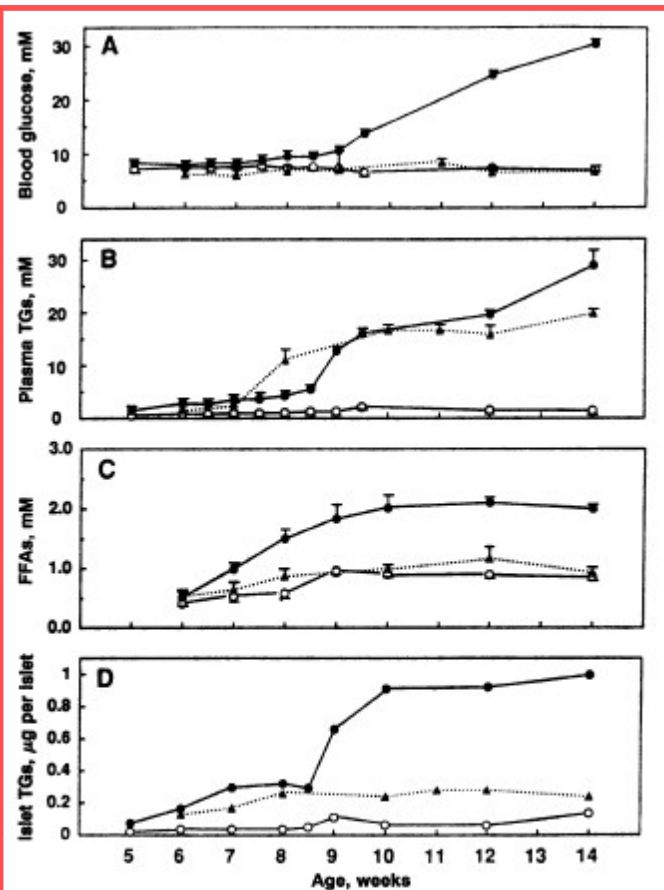 A
Blood glucose, mM
30
20
10
0
B
Plasma TGs, mM
30
20
10
0
C
FFAs, mM
3.0
2.0
1.0
0.0
D
Islet TGs, μg per islet
1
0.8
0.6
0.4
0.2
0
5 6 7 8 9 10 11 12 14
Age, weeks